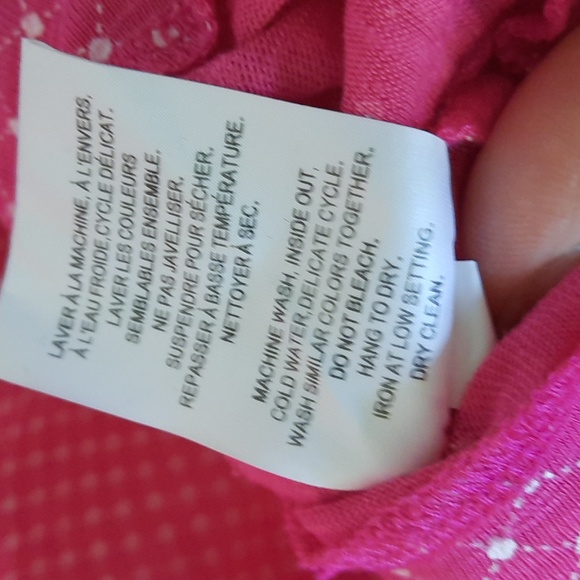 LAVER À LA MACHINE, À L'ENVERS,
À L'EAU FROIDE,CYCLE DÉLICAT.
LAVER LES COULEURS
SEMBLABLES ENSEMBLE.
NE PAS JAVELLISER.
SUSPENDRE POUR SÉCHER.
REPASSER À BASSE TEMPÉRATURE.
NETTOYER À SEC.
MACHINE WASH, INSIDE OUT,
COLD WATER,DELICATE CYCLE.
WASH SIMILAR COLORS TOGETHER.
DO NOT BLEACH.
HANG TO DRY.
IRON AT LOW SETTING.
DRY CLEAN.